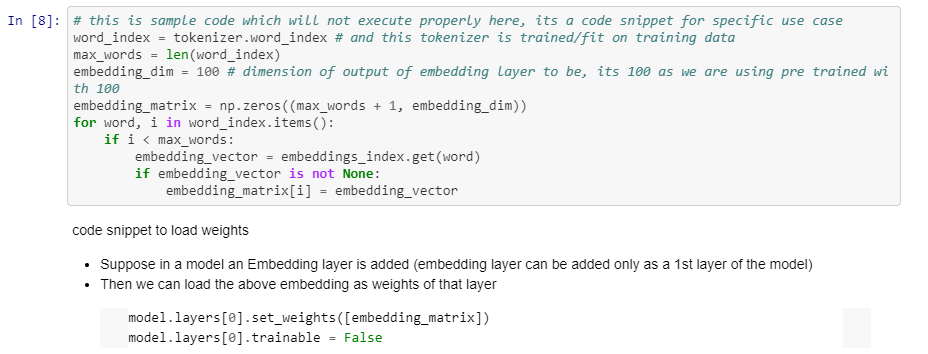 In [8]: # this is sample code which will not execute properly here, its a code snippet for specific use case
word_index = tokenizer.word_index # and this tokenizer is trained/fit on training data
max_words = len(word_index)
embedding_dim = 100 # dimension of output of embedding layer to be, its 100 as we are using pre trained wi
th 100
embedding_matrix = np.zeros((max_words + 1, embedding_dim))
for word, i in word_index.items():
    if i < max_words:
        embedding_vector = embeddings_index.get(word)
        if embedding_vector is not None:
            embedding_matrix[i] = embedding_vector
code snippet to load weights
• Suppose in a model an Embedding layer is added (embedding layer can be added only as a 1st layer of the model)
• Then we can load the above embedding as weights of that layer
model.layers[0].set_weights([embedding_matrix])
model.layers[0].trainable = False